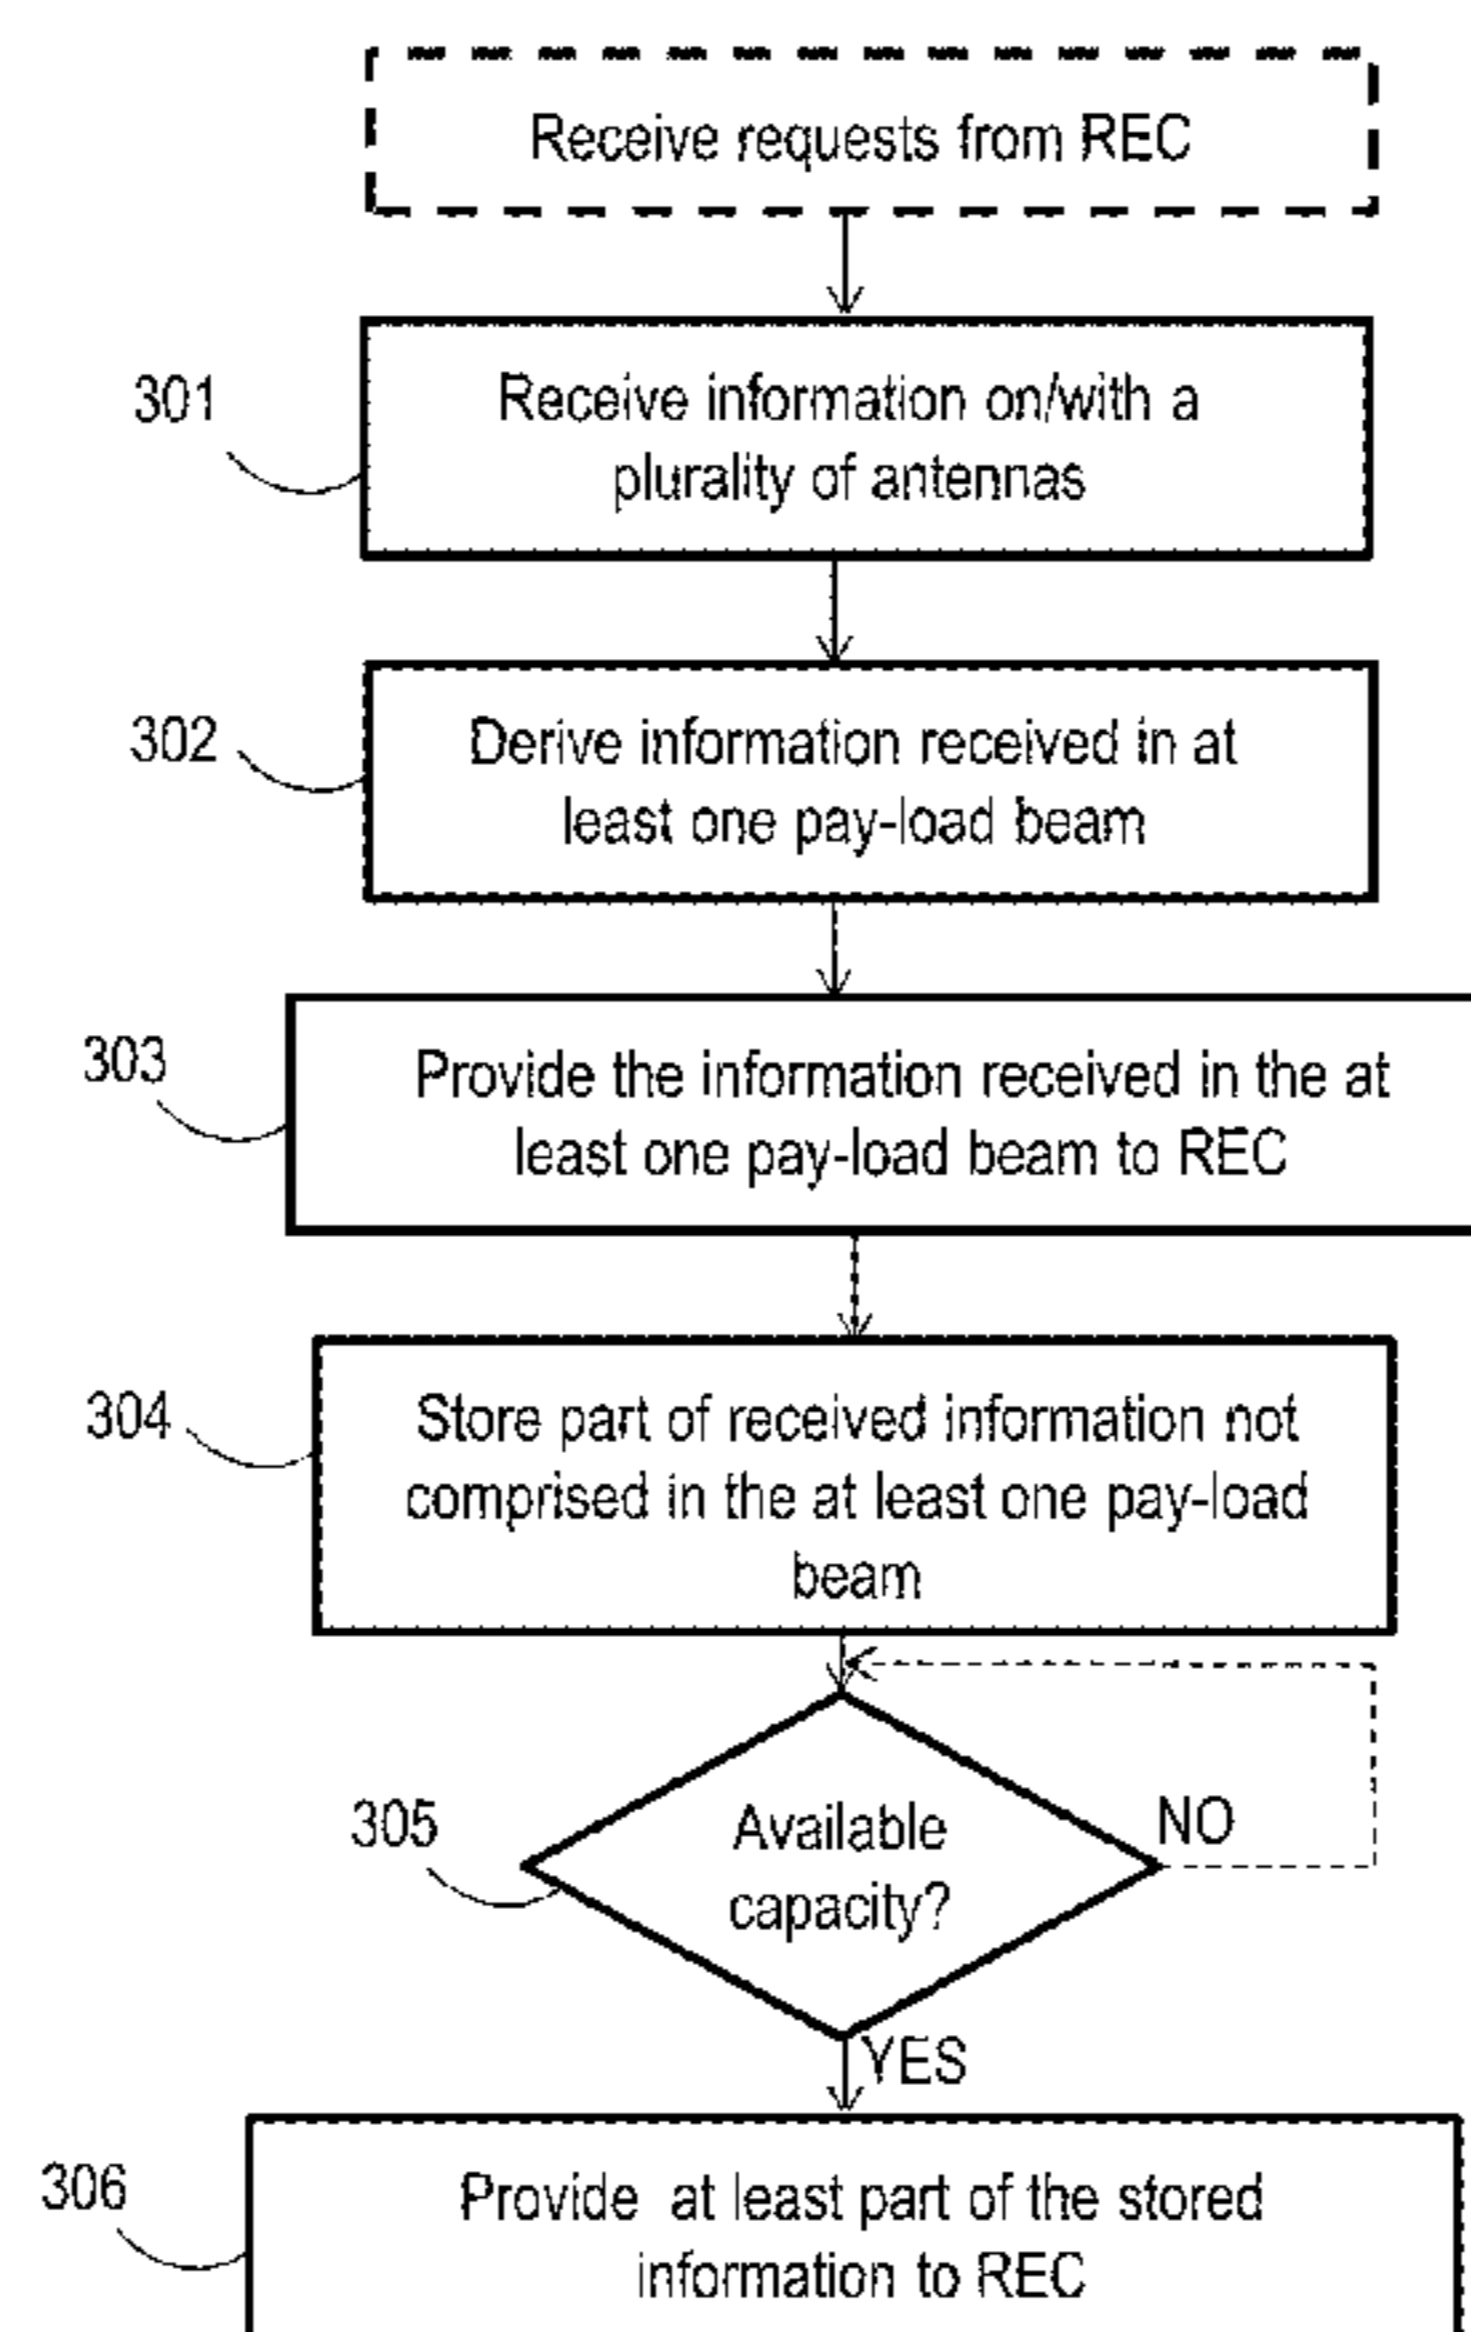 Receive requests from REC
301
Receive information on/with a
plurality of antennas
302
Derive information received in at
least one pay-load beam
303
Provide the information received in the at
least one pay-load beam to REC
304
Store part of received information not
comprised in the at least one pay-load
beam
305
Available
capacity?
NO
YES
306
Provide at least part of the stored
information to REC